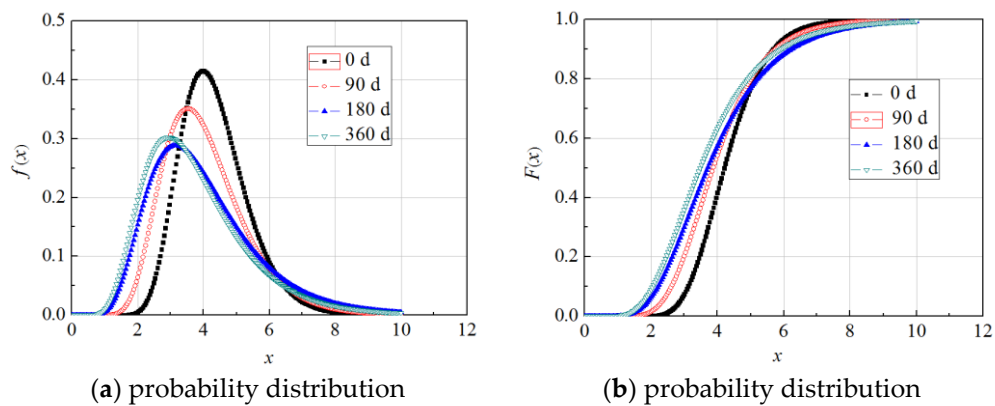 0.5
0.4
0.3
0.2
0.1
0.0
f(x)
0 2 4 6 8 10 12
x
0 d
90 d
180 d
360 d
(a) probability distribution
1.0
0.8
0.6
0.4
0.2
0.0
F(x)
0 2 4 6 8 10 12
x
0 d
90 d
180 d
360 d
(b) probability distribution